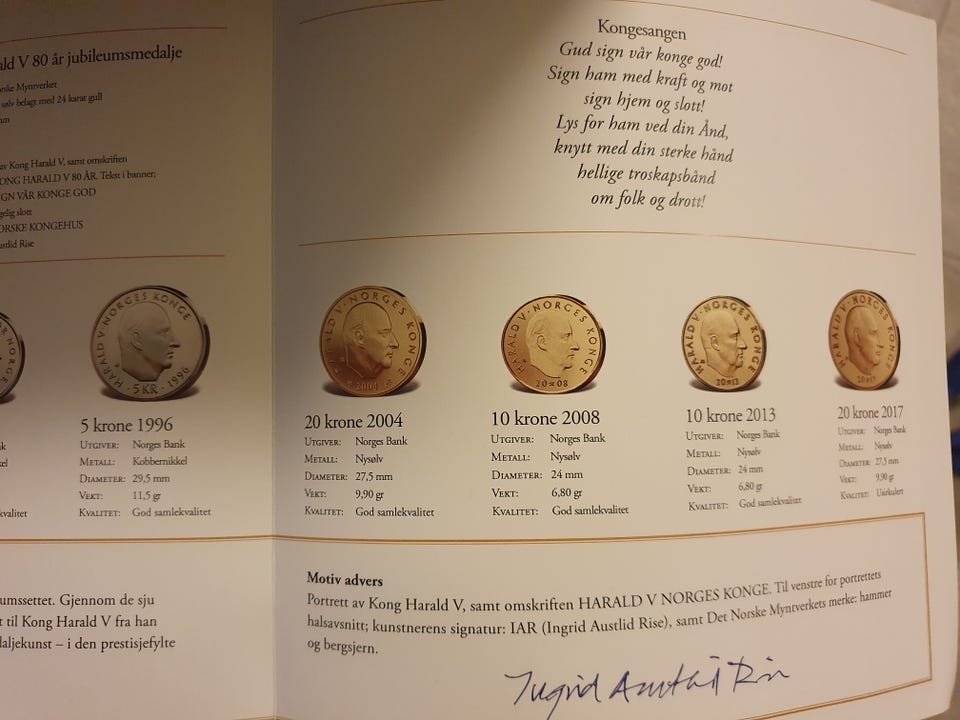 ald V 80 år jubileumsmedalje
orske Myntverket
sølv belagt med 24 karat gull
mm
av Kong Harald V, samt omskriften
ONG HARALD V 80 ÅR. Tekst i banner;
GN VÅR KONGE GOD
gelig slott
ORSKE KONGEHUS
Austlid Rise
Kongesangen
Gud sign vår konge god!
Sign ham med kraft og mot
sign hjem og slott!
Lys for ham ved din Ånd,
knytt med din sterke hånd
hellige troskapsbånd
om folk og drott!
HARALD V · NORGES KONGE
· 5 KR · 1996
HARALD V · NORGES KONGE
2004
HARALD V · NORGES KONGE
20 08
HARALD V · NORGES KONGE
20 13
HARALD V · NORGES KONGE
20 17
5 krone 1996
UTGIVER: Norges Bank
METALL: Kobbernikkel
DIAMETER: 29,5 mm
VEKT: 11,5 gr
KVALITET: God samlekvalitet
20 krone 2004
UTGIVER: Norges Bank
METALL: Nysølv
DIAMETER: 27,5 mm
VEKT: 9,90 gr
KVALITET: God samlekvalitet
10 krone 2008
UTGIVER: Norges Bank
METALL: Nysølv
DIAMETER: 24 mm
VEKT: 6,80 gr
KVALITET: God samlekvalitet
10 krone 2013
UTGIVER: Norges Bank
METALL: Nysølv
DIAMETER: 24 mm
VEKT: 6,80 gr
KVALITET: God samlekvalitet
20 krone 2017
UTGIVER: Norges Bank
METALL: Nysølv
DIAMETER: 27,5 mm
VEKT: 9,90 gr
KVALITET: Usirkulert
kvalitet
umssettet. Gjennom de sju
t til Kong Harald V fra han
daljekunst – i den prestisjefylte
Motiv advers
Portrett av Kong Harald V, samt omskriften HARALD V NORGES KONGE. Til venstre for portrettets
halsavsnitt; kunstnerens signatur: IAR (Ingrid Austlid Rise), samt Det Norske Myntverkets merke: hammer
og bergsjern.
Ingrid Austlid Rise